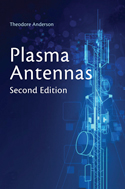 Theodore Anderson
Plasma
Antennas
Second Edition